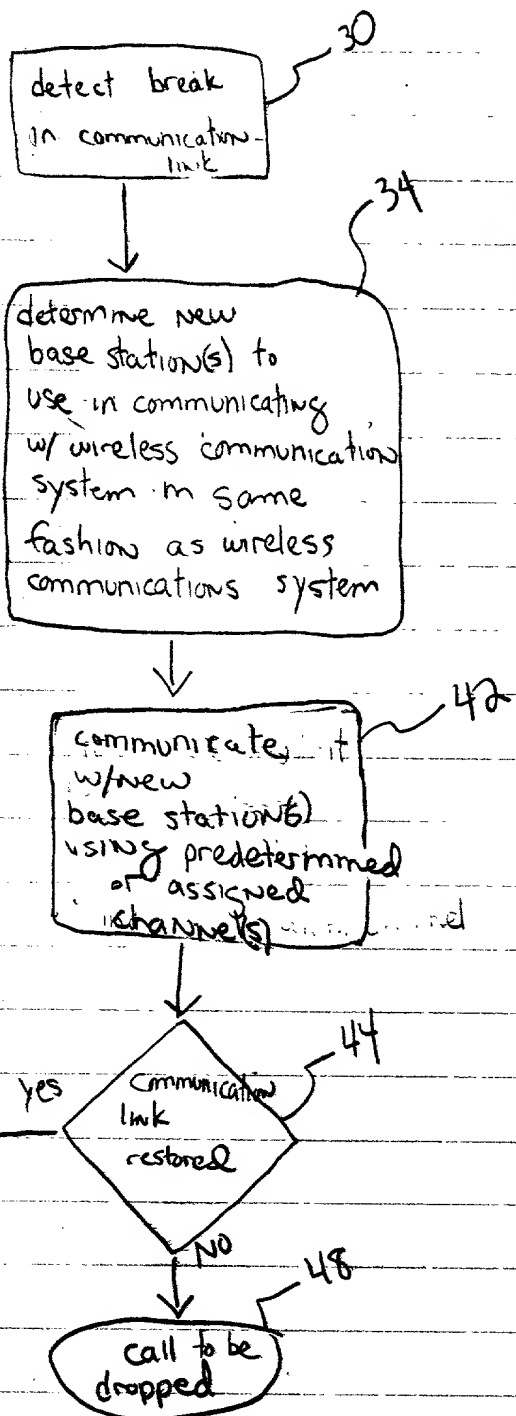 30
detect break
in communication
link
34
determine new
base station(s) to
use in communicating
w/ wireless communication
system in same
fashion as wireless
communications system
42
communicate
w/new
base station(s)
using predetermined
or assigned
channel(s)
44
yes
communication
link
restored
NO
48
call to be
dropped